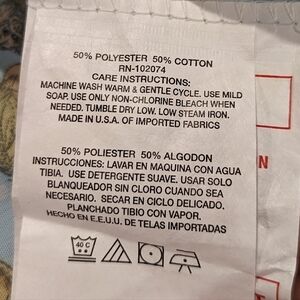 50% POLYESTER 50% COTTON
RN-102074
CARE INSTRUCTIONS:
MACHINE WASH WARM & GENTLE CYCLE. USE MILD
SOAP. USE ONLY NON-CHLORINE BLEACH WHEN
NEEDED. TUMBLE DRY LOW. LOW STEAM IRON.
MADE IN U.S.A. OF IMPORTED FABRICS
50% POLIESTER 50% ALGODON
INSTRUCCIONES: LAVAR EN MAQUINA CON AGUA
TIBIA. USE DETERGENTE SUAVE. USAR SOLO
BLANQUEADOR SIN CLORO CUANDO SEA
NECESARIO. SECAR EN CICLO DELICADO.
PLANCHADO TIBIO CON VAPOR.
HECHO EN E.E.U.U. DE TELAS IMPORTADAS
40 C
N